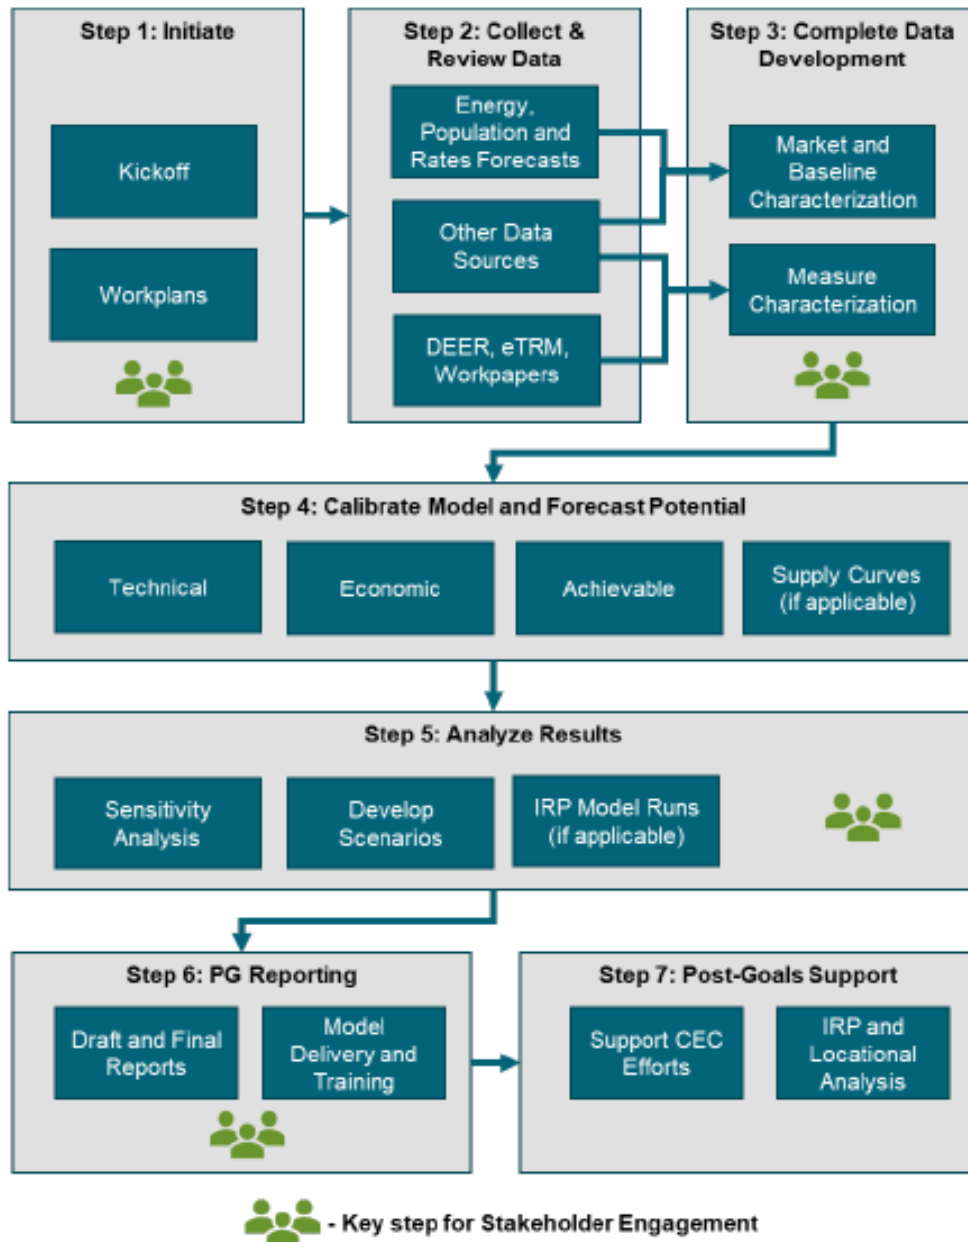 Step 1: Initiate
Kickoff
Workplans
Step 2: Collect &
Review Data
Energy,
Population and
Rates Forecasts
Other Data
Sources
DEER, eTRM,
Workpapers
Step 3: Complete Data
Development
Market and
Baseline
Characterization
Measure
Characterization
Step 4: Calibrate Model and Forecast Potential
Technical
Economic
Achievable
Supply Curves
(if applicable)
Step 5: Analyze Results
Sensitivity
Analysis
Develop
Scenarios
IRP Model Runs
(if applicable)
Step 6: PG Reporting
Draft and Final
Reports
Model
Delivery and
Training
Step 7: Post-Goals Support
Support CEC
Efforts
IRP and
Locational
Analysis
- Key step for Stakeholder Engagement